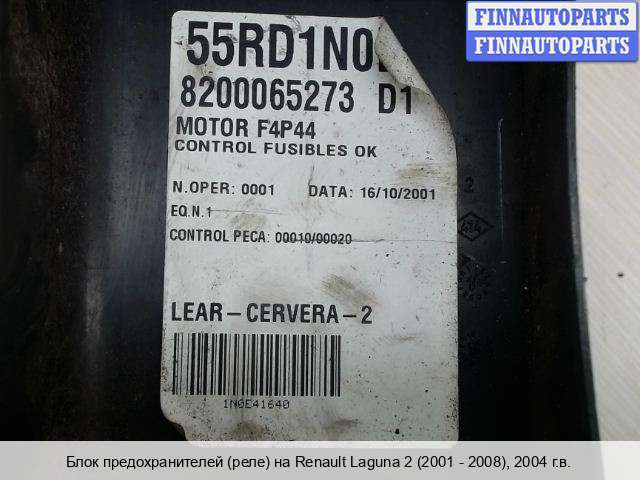 FINNAUTOPARTS
FINNAUTOPARTS
8200065273 D1
MOTOR F4P44
CONTROL FUSIBLES OK
N.OPER: 0001 DATA: 16/10/2001
EQ.N.1
CONTROL PECA: 00010/00020
LEAR-CERVERA-2
1N6E41640
Блок предохранителей (реле) на Renault Laguna 2 (2001 - 2008), 2004 г.в.